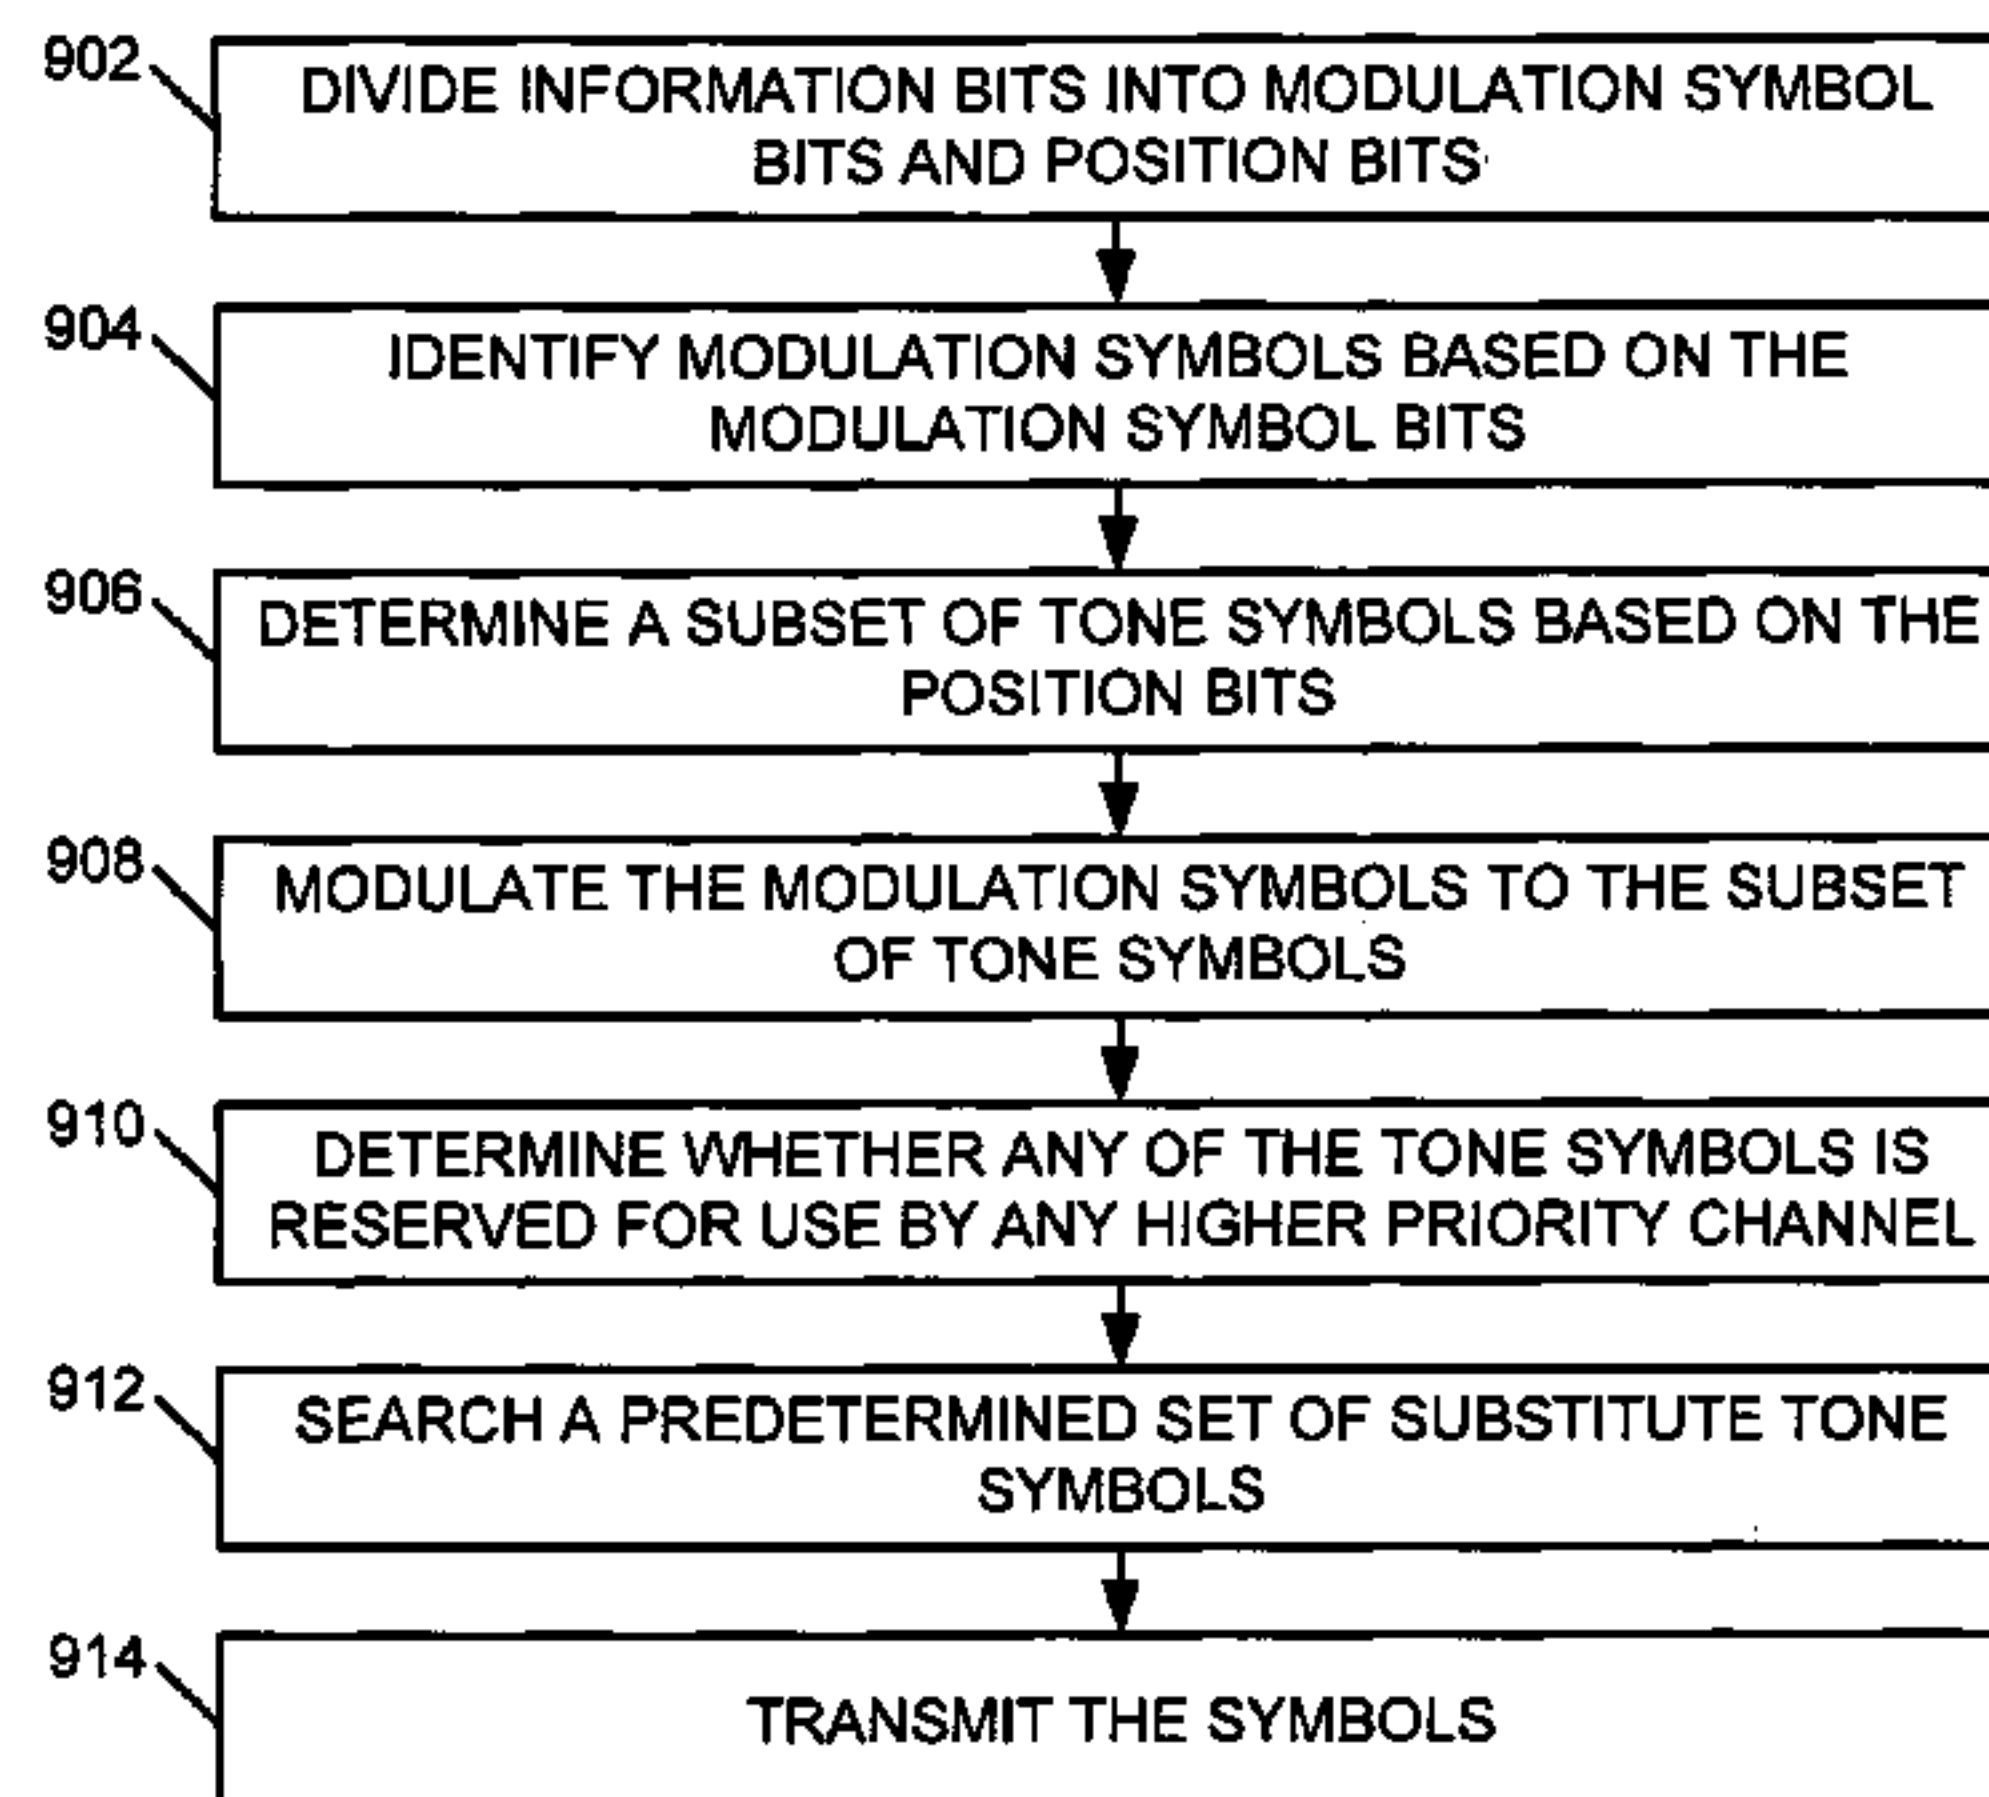 902
DIVIDE INFORMATION BITS INTO MODULATION SYMBOL
BITS AND POSITION BITS
904
IDENTIFY MODULATION SYMBOLS BASED ON THE
MODULATION SYMBOL BITS
906
DETERMINE A SUBSET OF TONE SYMBOLS BASED ON THE
POSITION BITS
908
MODULATE THE MODULATION SYMBOLS TO THE SUBSET
OF TONE SYMBOLS
910
DETERMINE WHETHER ANY OF THE TONE SYMBOLS IS
RESERVED FOR USE BY ANY HIGHER PRIORITY CHANNEL
912
SEARCH A PREDETERMINED SET OF SUBSTITUTE TONE
SYMBOLS
914
TRANSMIT THE SYMBOLS